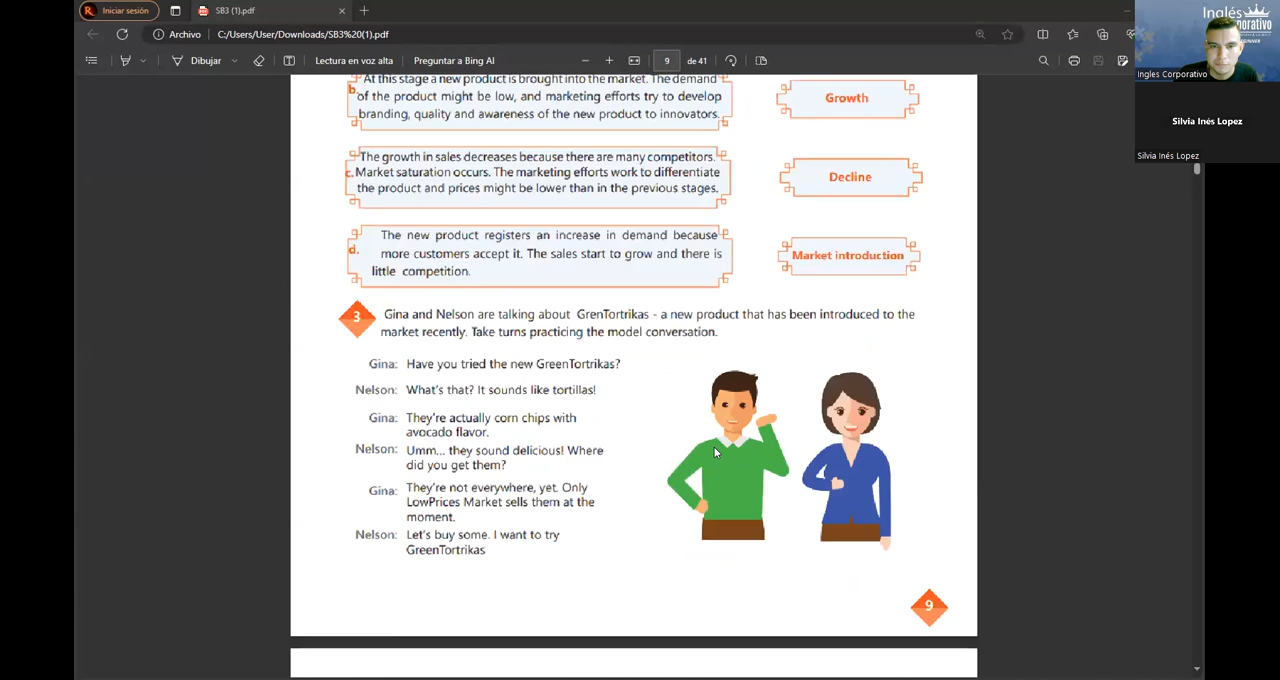 Iniciar sesión
SB3 (1).pdf
Archivo C:/Users/User/Downloads/SB3%20(1).pdf
Dibujar Lectura en voz alta Preguntar a Bing AI 9 de 41
At this stage a new product is brought into the market. The demand
b.
of the product might be low, and marketing efforts try to develop
branding, quality and awareness of the new product to innovators.
Growth
The growth in sales decreases because there are many competitors.
c. Market saturation occurs. The marketing efforts work to differentiate
the product and prices might be lower than in the previous stages.
Decline
The new product registers an increase in demand because
d. more customers accept it. The sales start to grow and there is
little competition.
Market introduction
3 Gina and Nelson are talking about GrenTortrikas - a new product that has been introduced to the
market recently. Take turns practicing the model conversation.
Gina: Have you tried the new GreenTortrikas?
Nelson: What's that? It sounds like tortillas!
Gina: They're actually corn chips with
avocado flavor.
Nelson: Umm... they sound delicious! Where
did you get them?
Gina: They're not everywhere, yet. Only
LowPrices Market sells them at the
moment.
Nelson: Let's buy some. I want to try
GreenTortrikas
9
Inglés
Ingles Corporativo
Silvia Inés Lopez
Silvia Inés Lopez